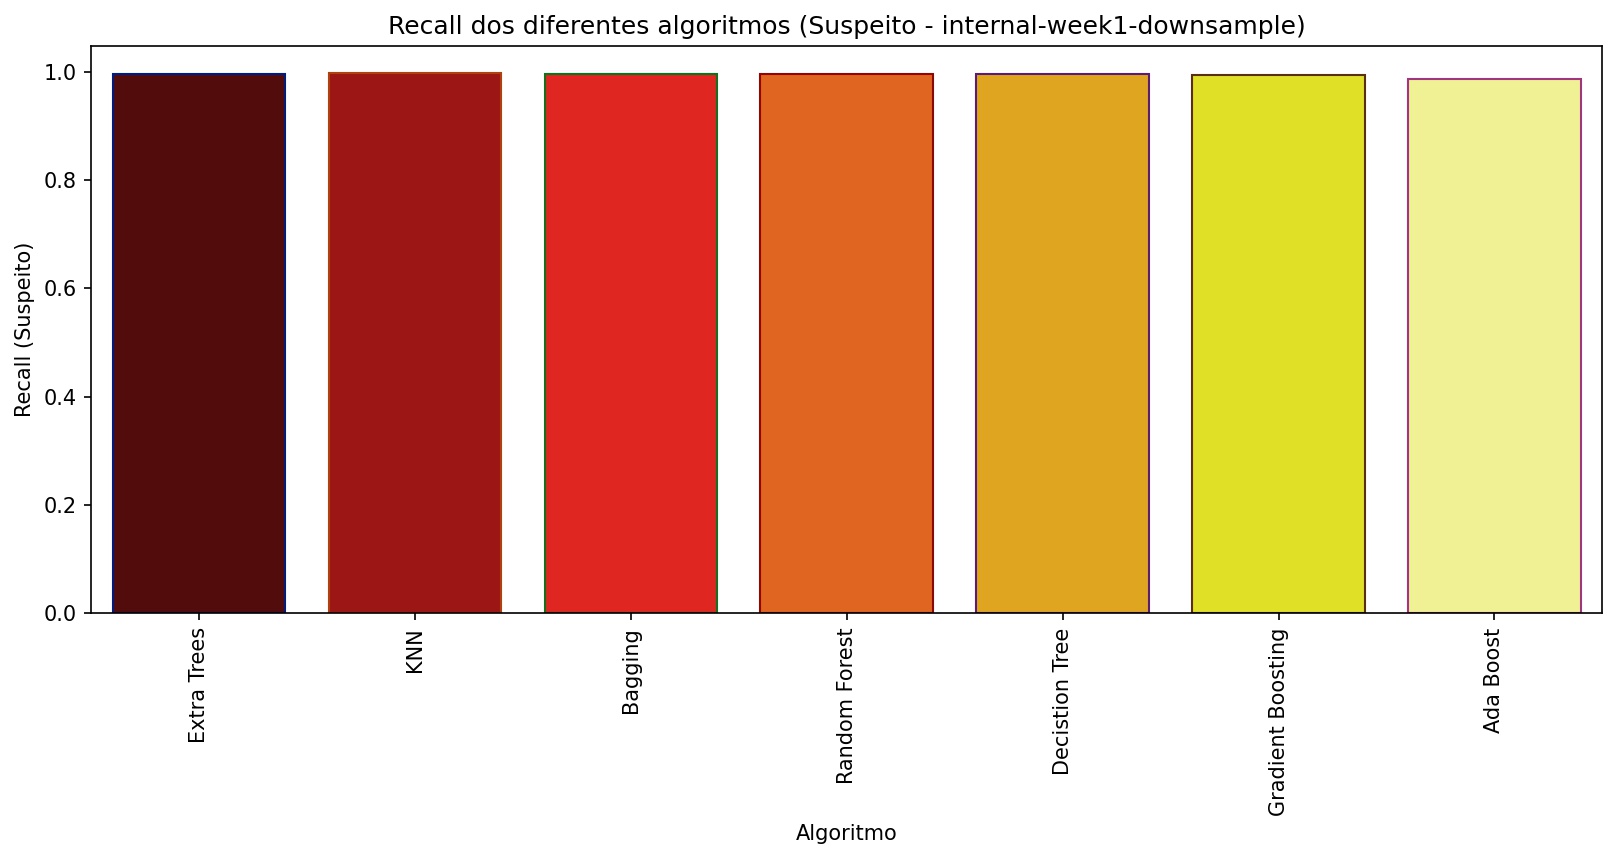 Recall dos diferentes algoritmos (Suspeito - internal-week1-downsample)
Recall (Suspeito)
1.0
0.8
0.6
0.4
0.2
0.0
Extra Trees
KNN
Bagging
Random Forest
Decistion Tree
Gradient Boosting
Ada Boost
Algoritmo